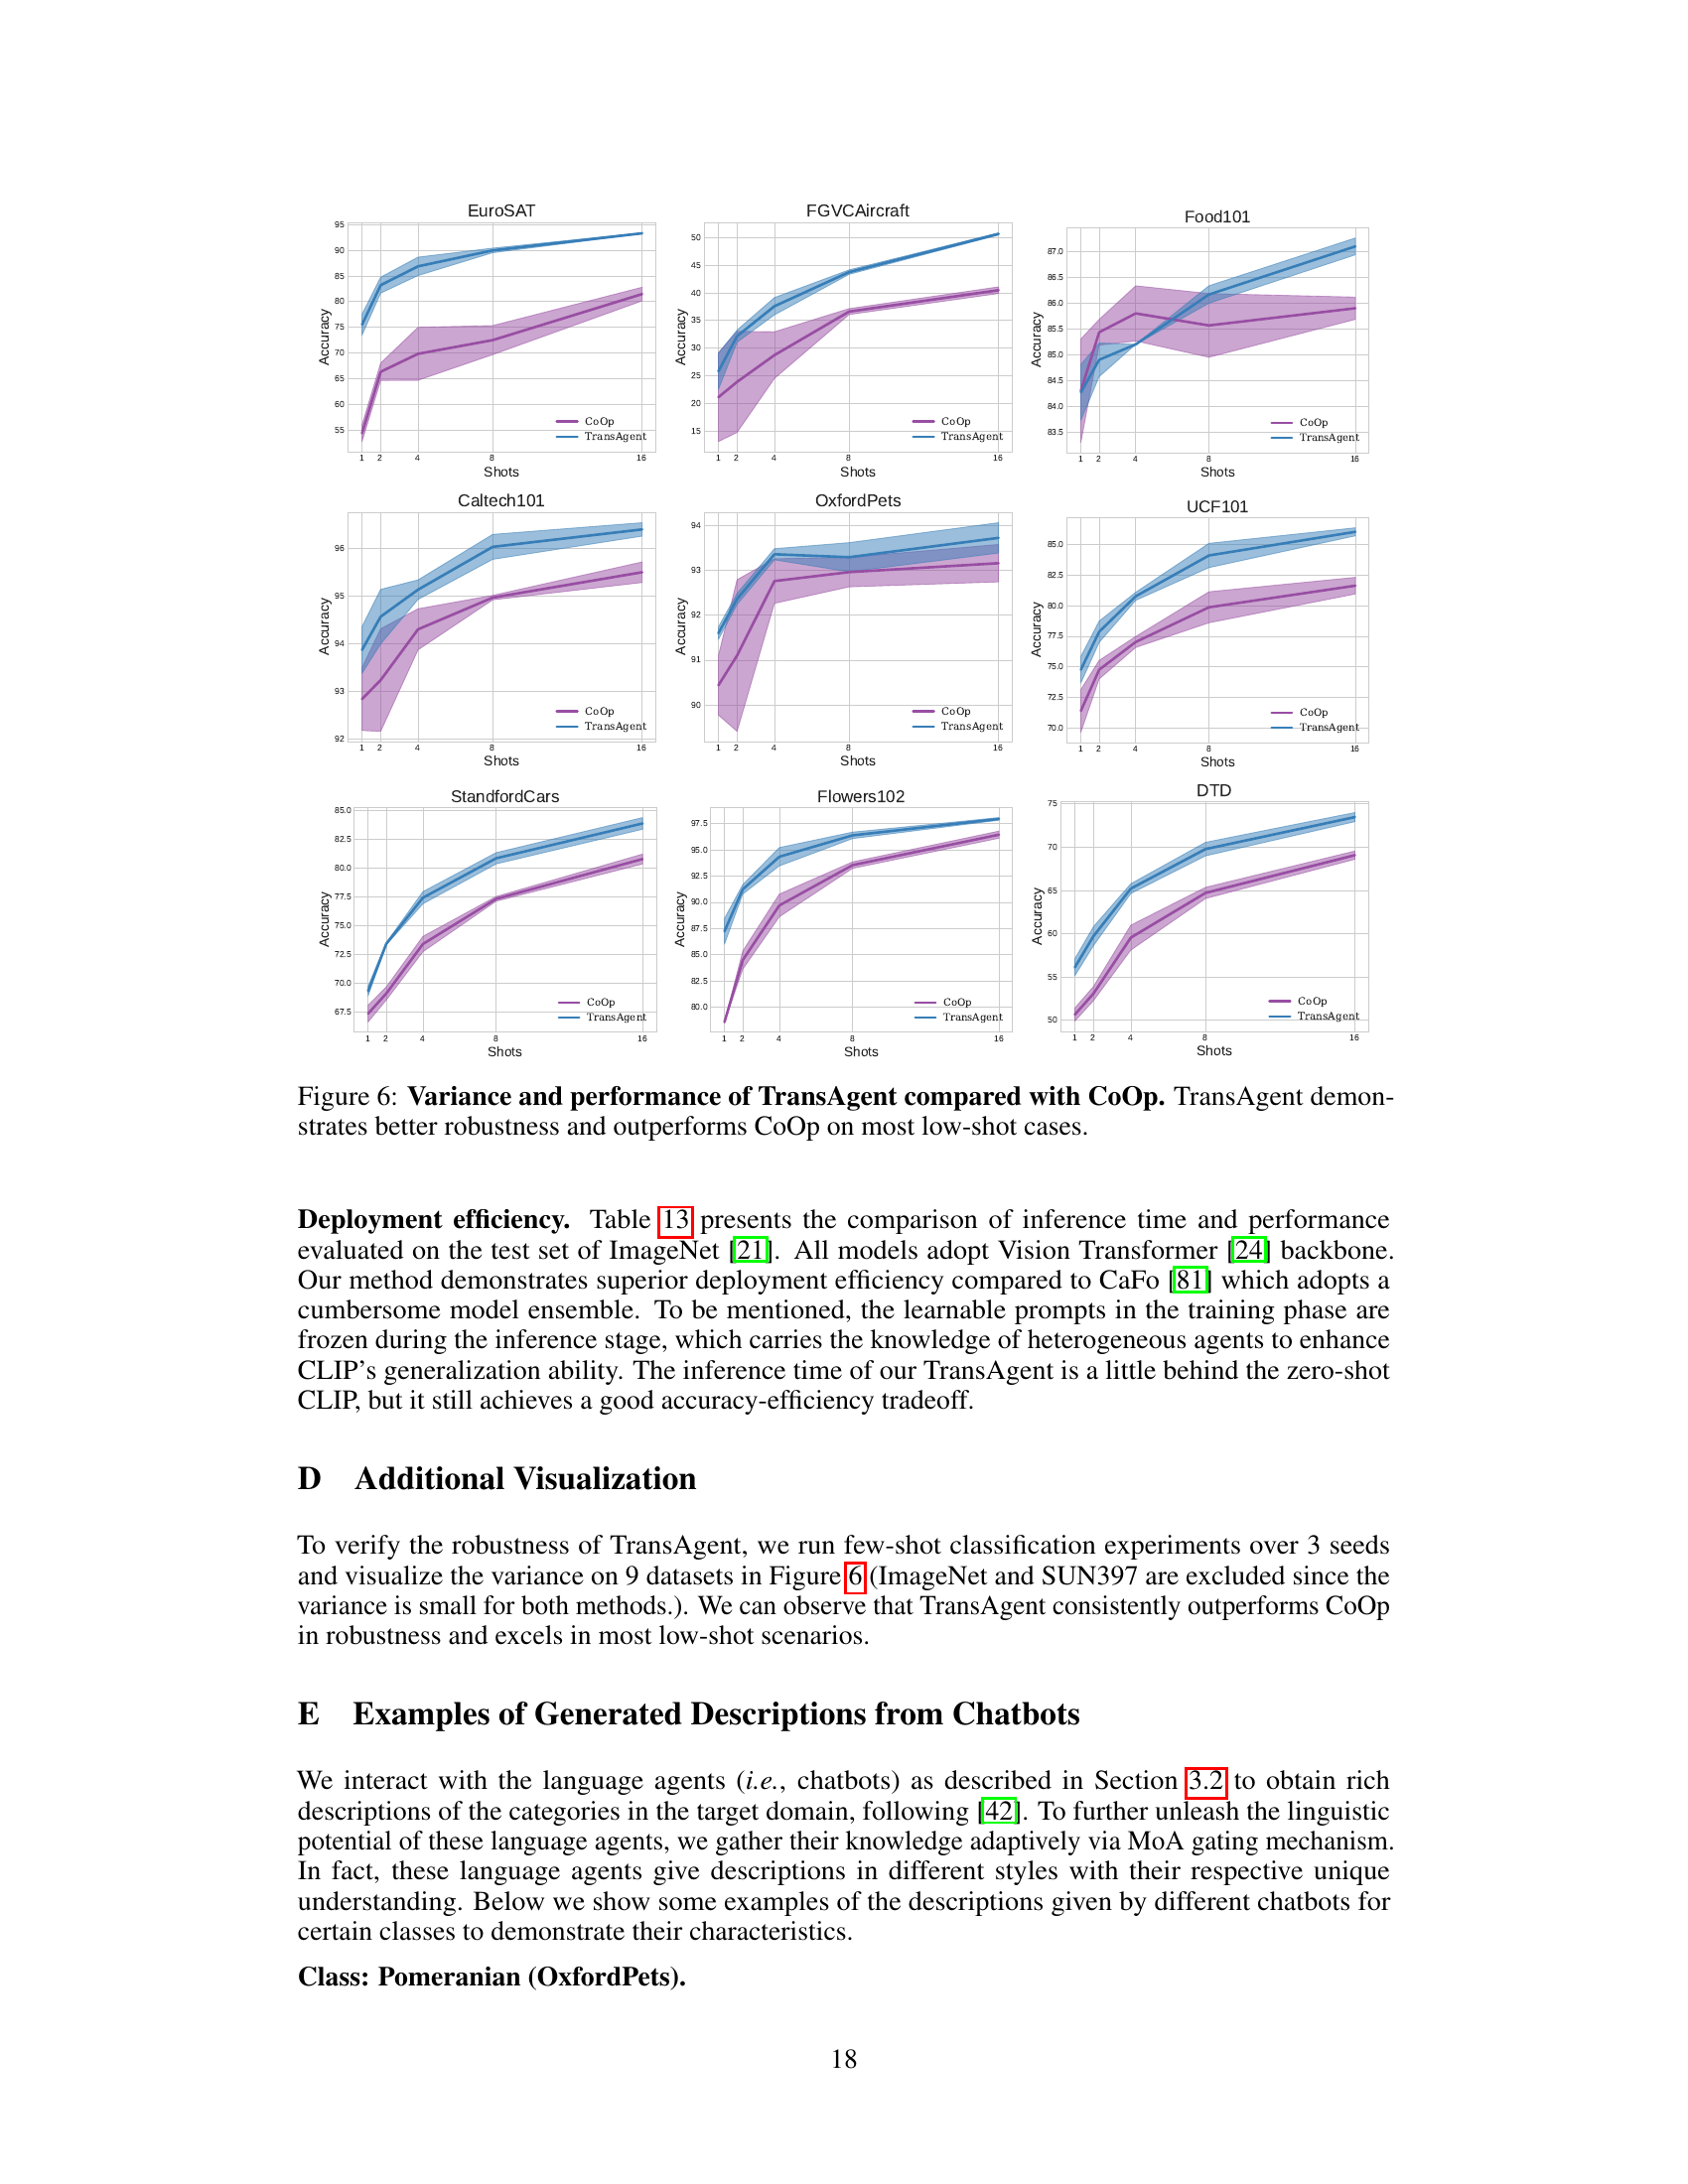 EuroSAT
FGVCAircraft
Food101
95
90
85
80
75
70
65
60
55
Accuracy
CoOp
TransAgent
1 2 4 8 16
Shots
50
45
40
35
30
25
20
15
Accuracy
CoOp
TransAgent
1 2 4 8 16
Shots
87.0
86.5
86.0
85.5
85.0
84.5
84.0
83.5
Accuracy
CoOp
TransAgent
1 2 4 8 16
Shots
Caltech101
OxfordPets
UCF101
96
95
94
93
92
Accuracy
CoOp
TransAgent
1 2 4 8 16
Shots
94
93
92
91
90
Accuracy
CoOp
TransAgent
1 2 4 8 16
Shots
85.0
82.5
80.0
77.5
75.0
72.5
70.0
Accuracy
CoOp
TransAgent
1 2 4 8 16
Shots
StandfordCars
Flowers102
DTD
85.0
82.5
80.0
77.5
75.0
72.5
70.0
67.5
Accuracy
CoOp
TransAgent
1 2 4 8 16
Shots
97.5
95.0
92.5
90.0
87.5
85.0
82.5
80.0
Accuracy
CoOp
TransAgent
1 2 4 8 16
Shots
75
70
65
60
55
50
Accuracy
CoOp
TransAgent
1 2 4 8 16
Shots
Figure 6: Variance and performance of TransAgent compared with CoOp. TransAgent demon-
strates better robustness and outperforms CoOp on most low-shot cases.
Deployment efficiency. Table 13 presents the comparison of inference time and performance
evaluated on the test set of ImageNet [21]. All models adopt Vision Transformer [24] backbone.
Our method demonstrates superior deployment efficiency compared to CaFo [81] which adopts a
cumbersome model ensemble. To be mentioned, the learnable prompts in the training phase are
frozen during the inference stage, which carries the knowledge of heterogeneous agents to enhance
CLIP's generalization ability. The inference time of our TransAgent is a little behind the zero-shot
CLIP, but it still achieves a good accuracy-efficiency tradeoff.
D Additional Visualization
To verify the robustness of TransAgent, we run few-shot classification experiments over 3 seeds
and visualize the variance on 9 datasets in Figure 6 (ImageNet and SUN397 are excluded since the
variance is small for both methods.). We can observe that TransAgent consistently outperforms CoOp
in robustness and excels in most low-shot scenarios.
E Examples of Generated Descriptions from Chatbots
We interact with the language agents (i.e., chatbots) as described in Section 3.2 to obtain rich
descriptions of the categories in the target domain, following [42]. To further unleash the linguistic
potential of these language agents, we gather their knowledge adaptively via MoA gating mechanism.
In fact, these language agents give descriptions in different styles with their respective unique
understanding. Below we show some examples of the descriptions given by different chatbots for
certain classes to demonstrate their characteristics.
Class: Pomeranian (OxfordPets).
18